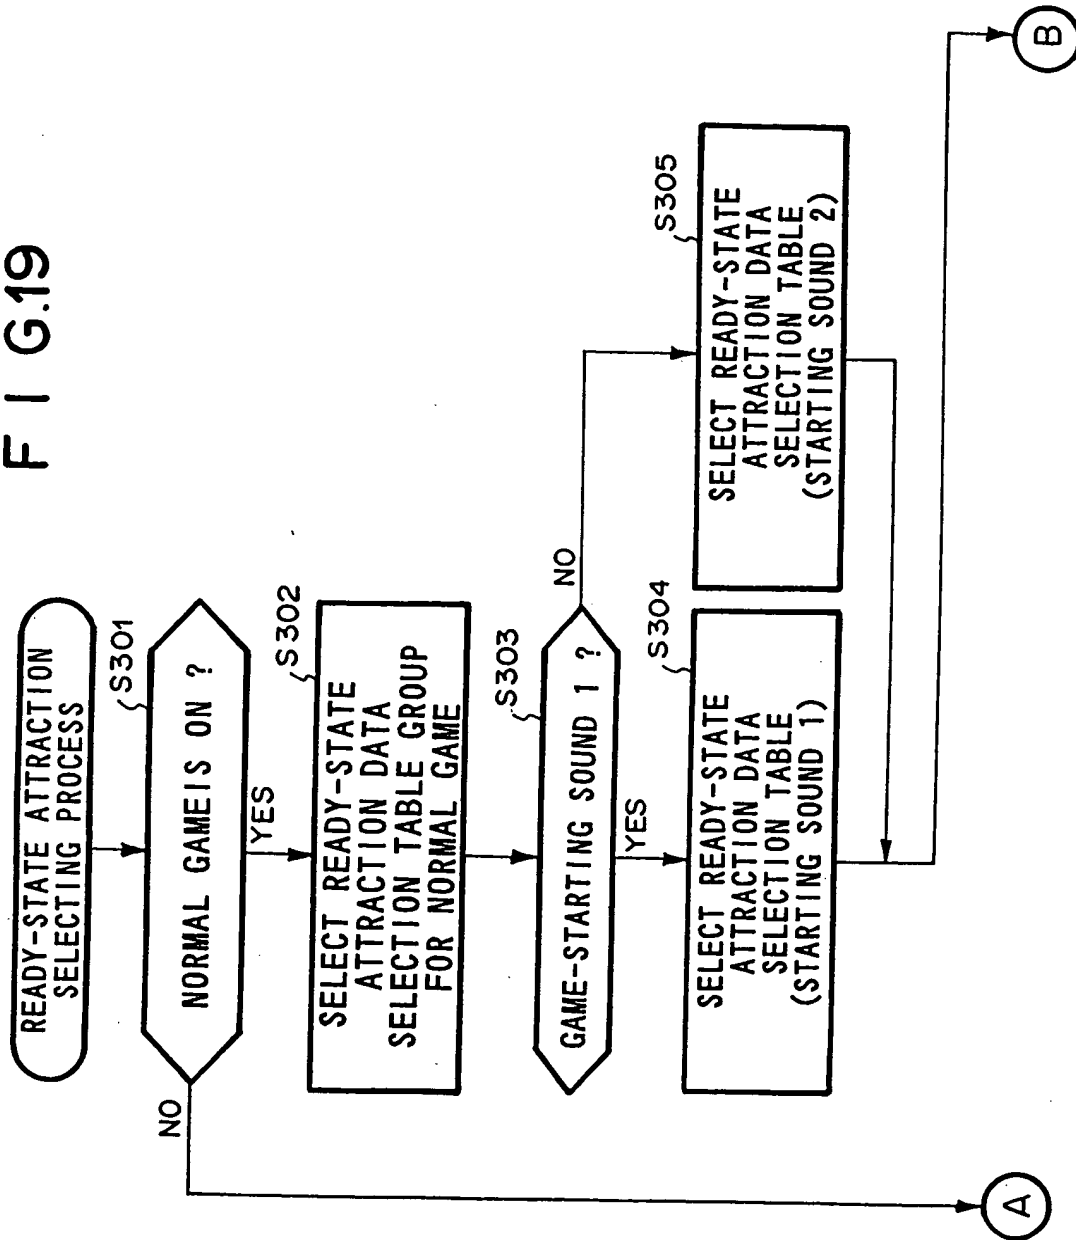 F I G.19
READY-STATE ATTRACTION
SELECTING PROCESS
S301
NORMAL GAMEIS ON ?
NO
YES
S302
SELECT READY-STATE
ATTRACTION DATA
SELECTION TABLE GROUP
FOR NORMAL GAME
S303
GAME-STARTING SOUND 1 ?
NO
YES
S304
SELECT READY-STATE
ATTRACTION DATA
SELECTION TABLE
(STARTING SOUND 1)
S305
SELECT READY-STATE
ATTRACTION DATA
SELECTION TABLE
(STARTING SOUND 2)
A
B